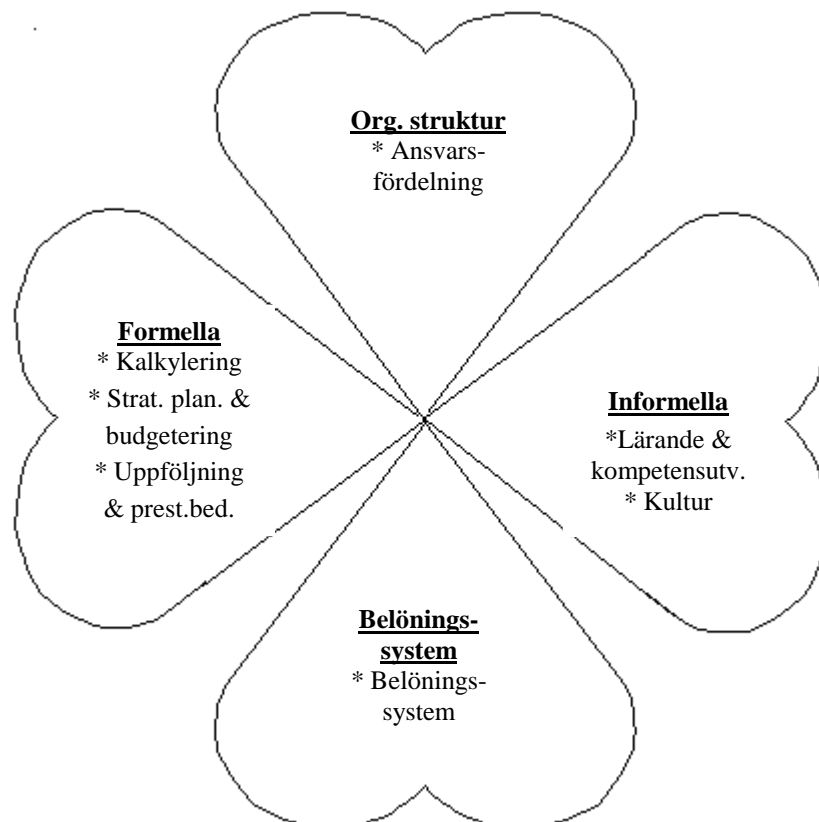 Org. struktur
* Ansvars-
fördelning
Formella
* Kalkylering
* Strat. plan. &
budgetering
* Uppföljning
& prest.bed.
Informella
*Lärande &
kompetensutv.
* Kultur
Belönings-
system
* Belönings-
system